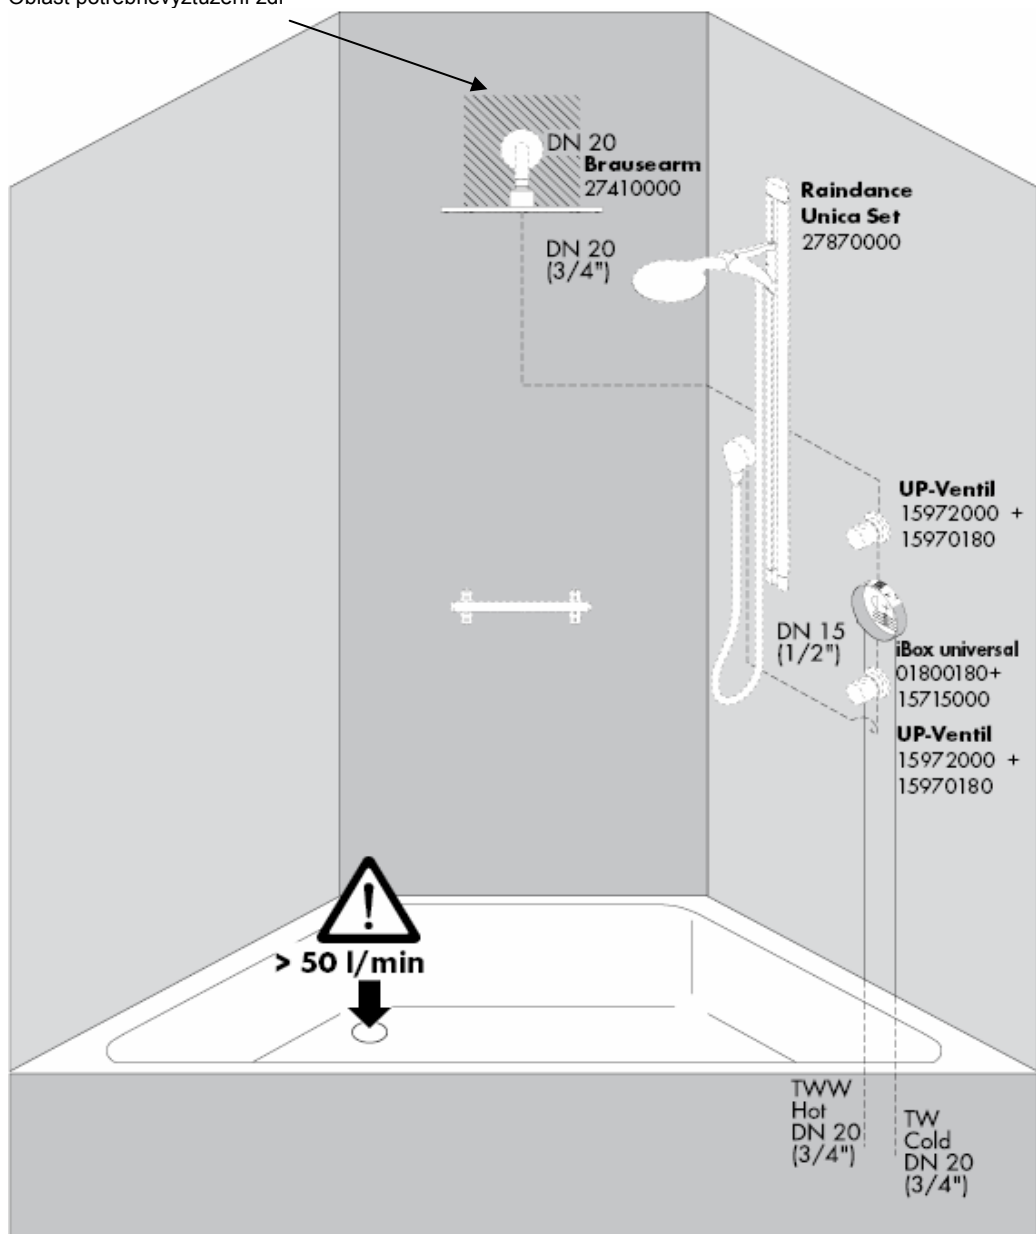 Oblast potřebnévyztužení zdi
DN 20
Brausearm
27410000
Raindance
Unica Set
27870000
DN 20
(3/4")
UP-Ventil
15972000 +
15970180
DN 15
(1/2")
iBox universal
01800180+
15715000
UP-Ventil
15972000 +
15970180
!
> 50 l/min
TWW
Hot
DN 20
(3/4")
TW
Cold
DN 20
(3/4")